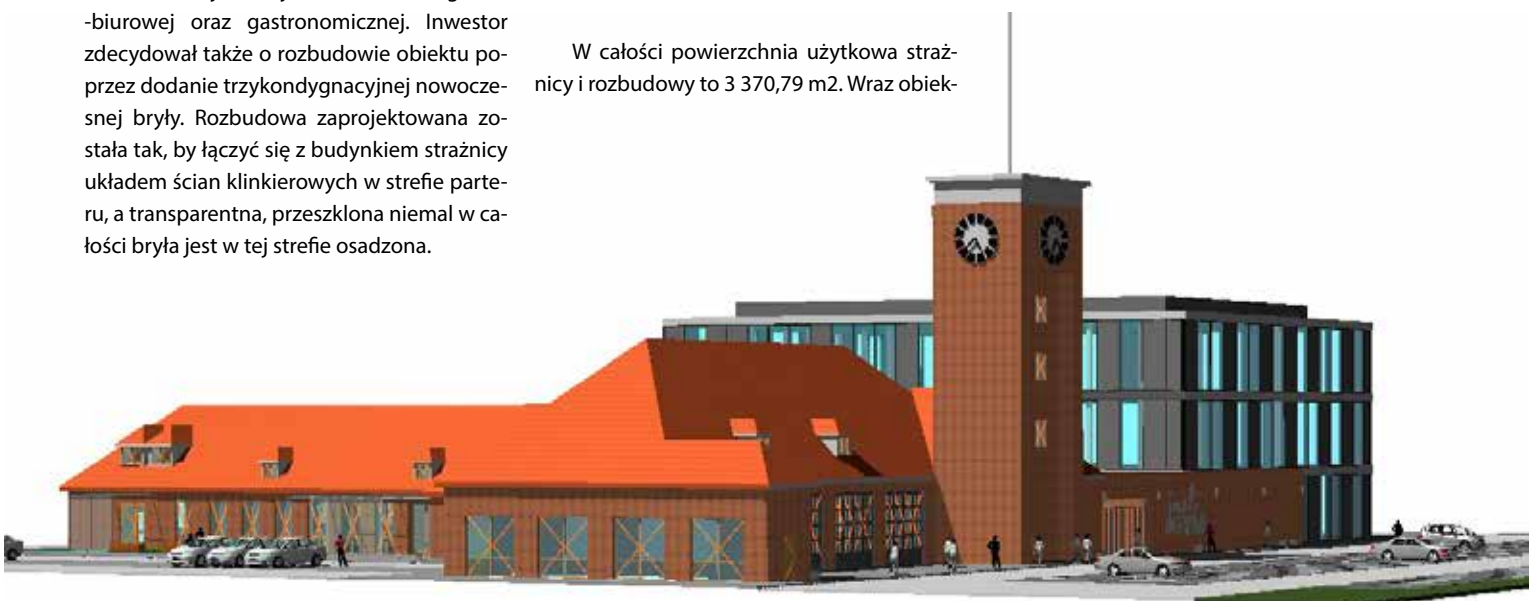 -biurowej oraz gastronomicznej. Inwestor
zdecydował także o rozbudowie obiektu po-
przez dodanie trzykondygnacyjnej nowocze-
snej bryły. Rozbudowa zaprojektowana zo-
stała tak, by łączyć się z budynkiem strażnicy
układem ścian klinkierowych w strefie parte-
ru, a transparentna, przeszklona niemal w ca-
łości bryła jest w tej strefie osadzona.
W całości powierzchnia użytkowa straż-
nicy i rozbudowy to 3 370,79 m2. Wraz obiek-